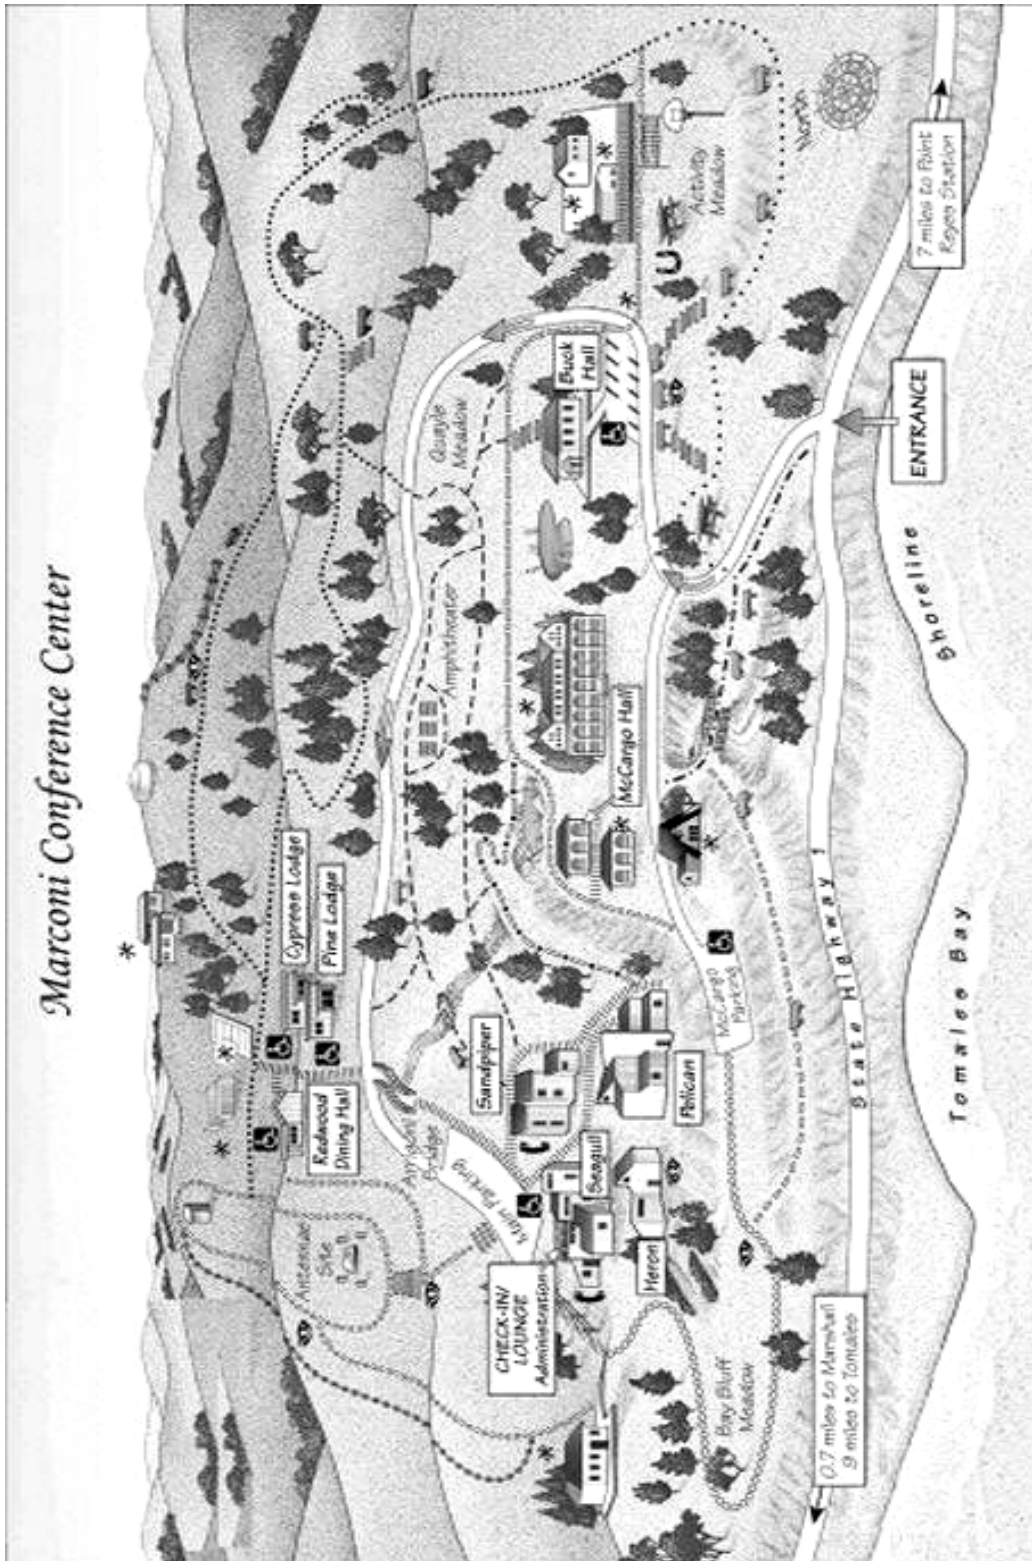 Marconi Conference Center
Cypress Lodge
Pine Lodge
Redwood
Dining Hall
Antennae
Site
Arrigoni
Bridge
Main Parking
CHECK-IN/
LOUNGE
Administration
Sandpiper
Seagull
Heron
Pelican
Amphitheater
Quayle
Meadow
Buck
Hall
McCargo Hall
McCargo
Parking
Activity
Meadow
Bay Bluff
Meadow
North
ENTRANCE
State Highway 1
0.7 miles to Marshall
9 miles to Tomales
7 miles to Point
Reyes Station
Shoreline
Tomales Bay